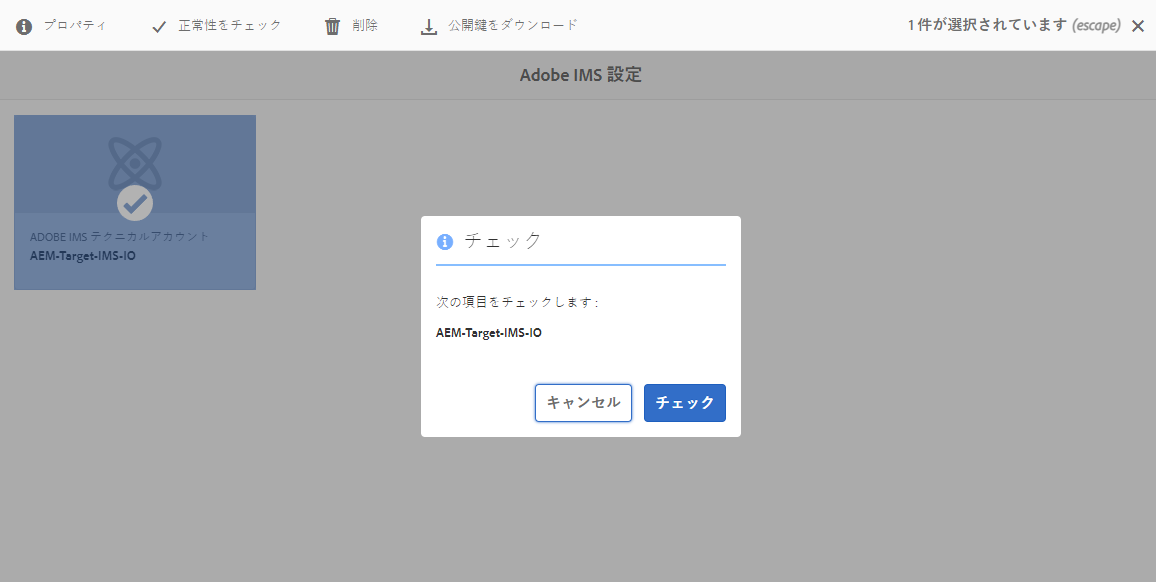 プロパティ 正常性をチェック 削除 公開鍵をダウンロード 1 件が選択されています (escape)
Adobe IMS 設定
ADOBE IMS テクニカルアカウント
AEM-Target-IMS-IO
チェック
次の項目をチェックします :
AEM-Target-IMS-IO
キャンセル チェック